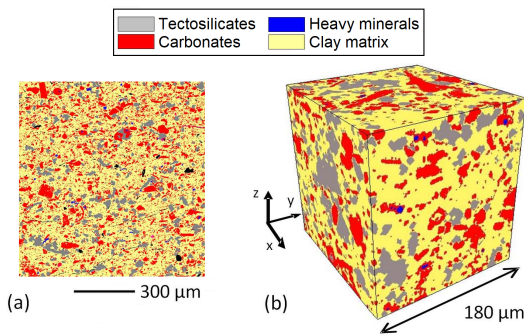 Tectosilicates Heavy minerals
Carbonates Clay matrix
z
y
x
(a) 300 µm
(b) 180 µm